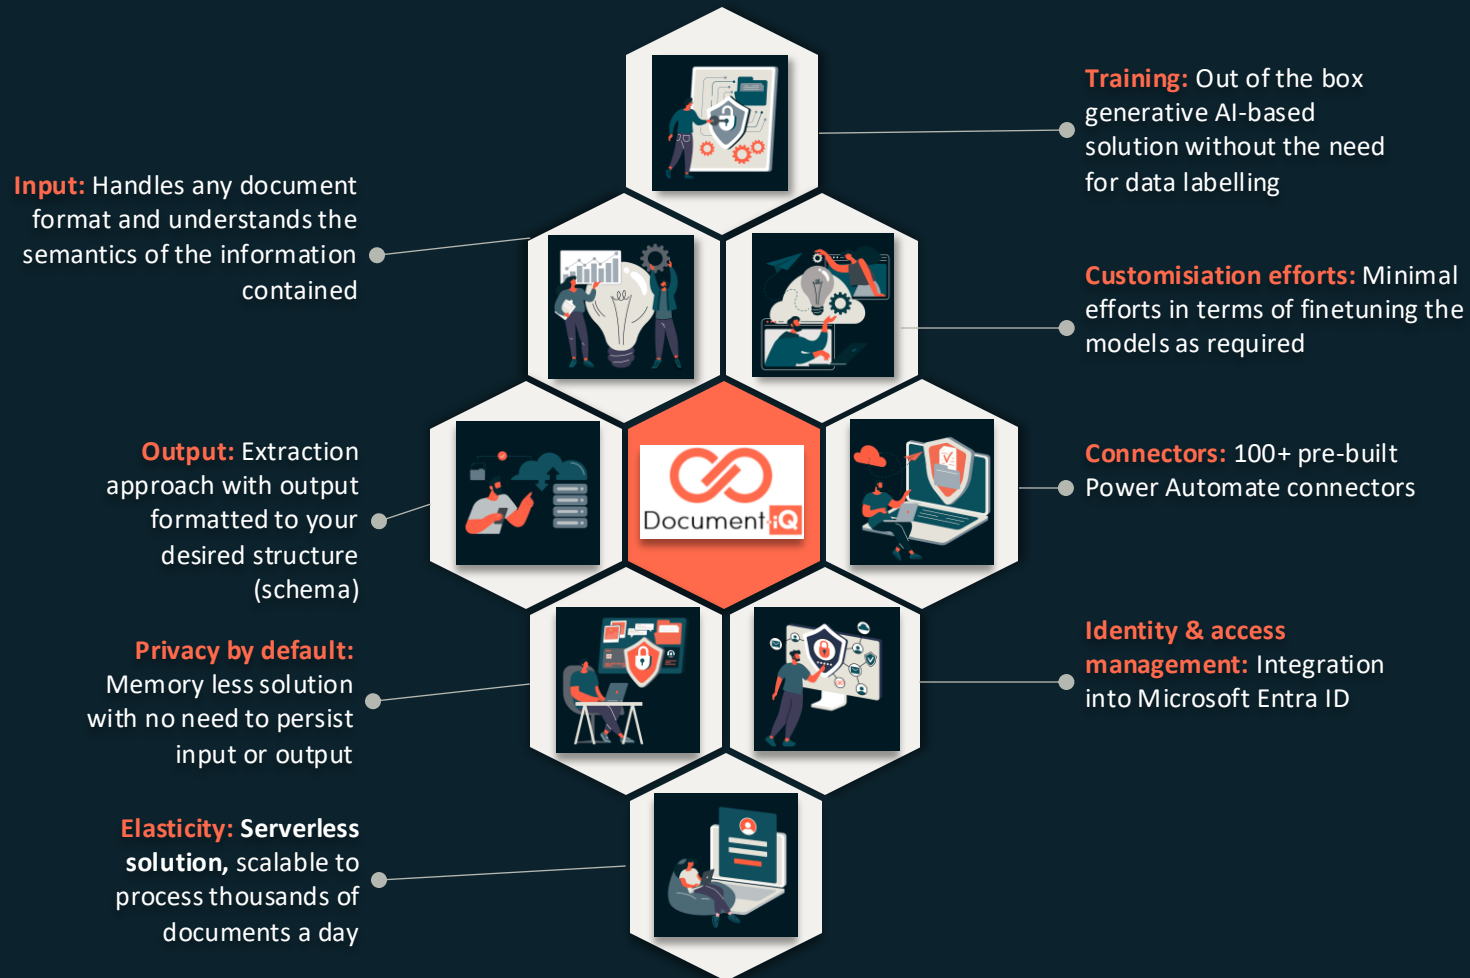 Training: Out of the box
generative AI-based
solution without the need
for data labelling
Input: Handles any document
format and understands the
semantics of the information
contained
Customisiation efforts: Minimal
efforts in terms of finetuning the
models as required
Output: Extraction
approach with output
formatted to your
desired structure
(schema)
Document iQ
Connectors: 100+ pre-built
Power Automate connectors
Privacy by default:
Memory less solution
with no need to persist
input or output
Identity & access
management: Integration
into Microsoft Entra ID
Elasticity: Serverless
solution, scalable to
process thousands of
documents a day